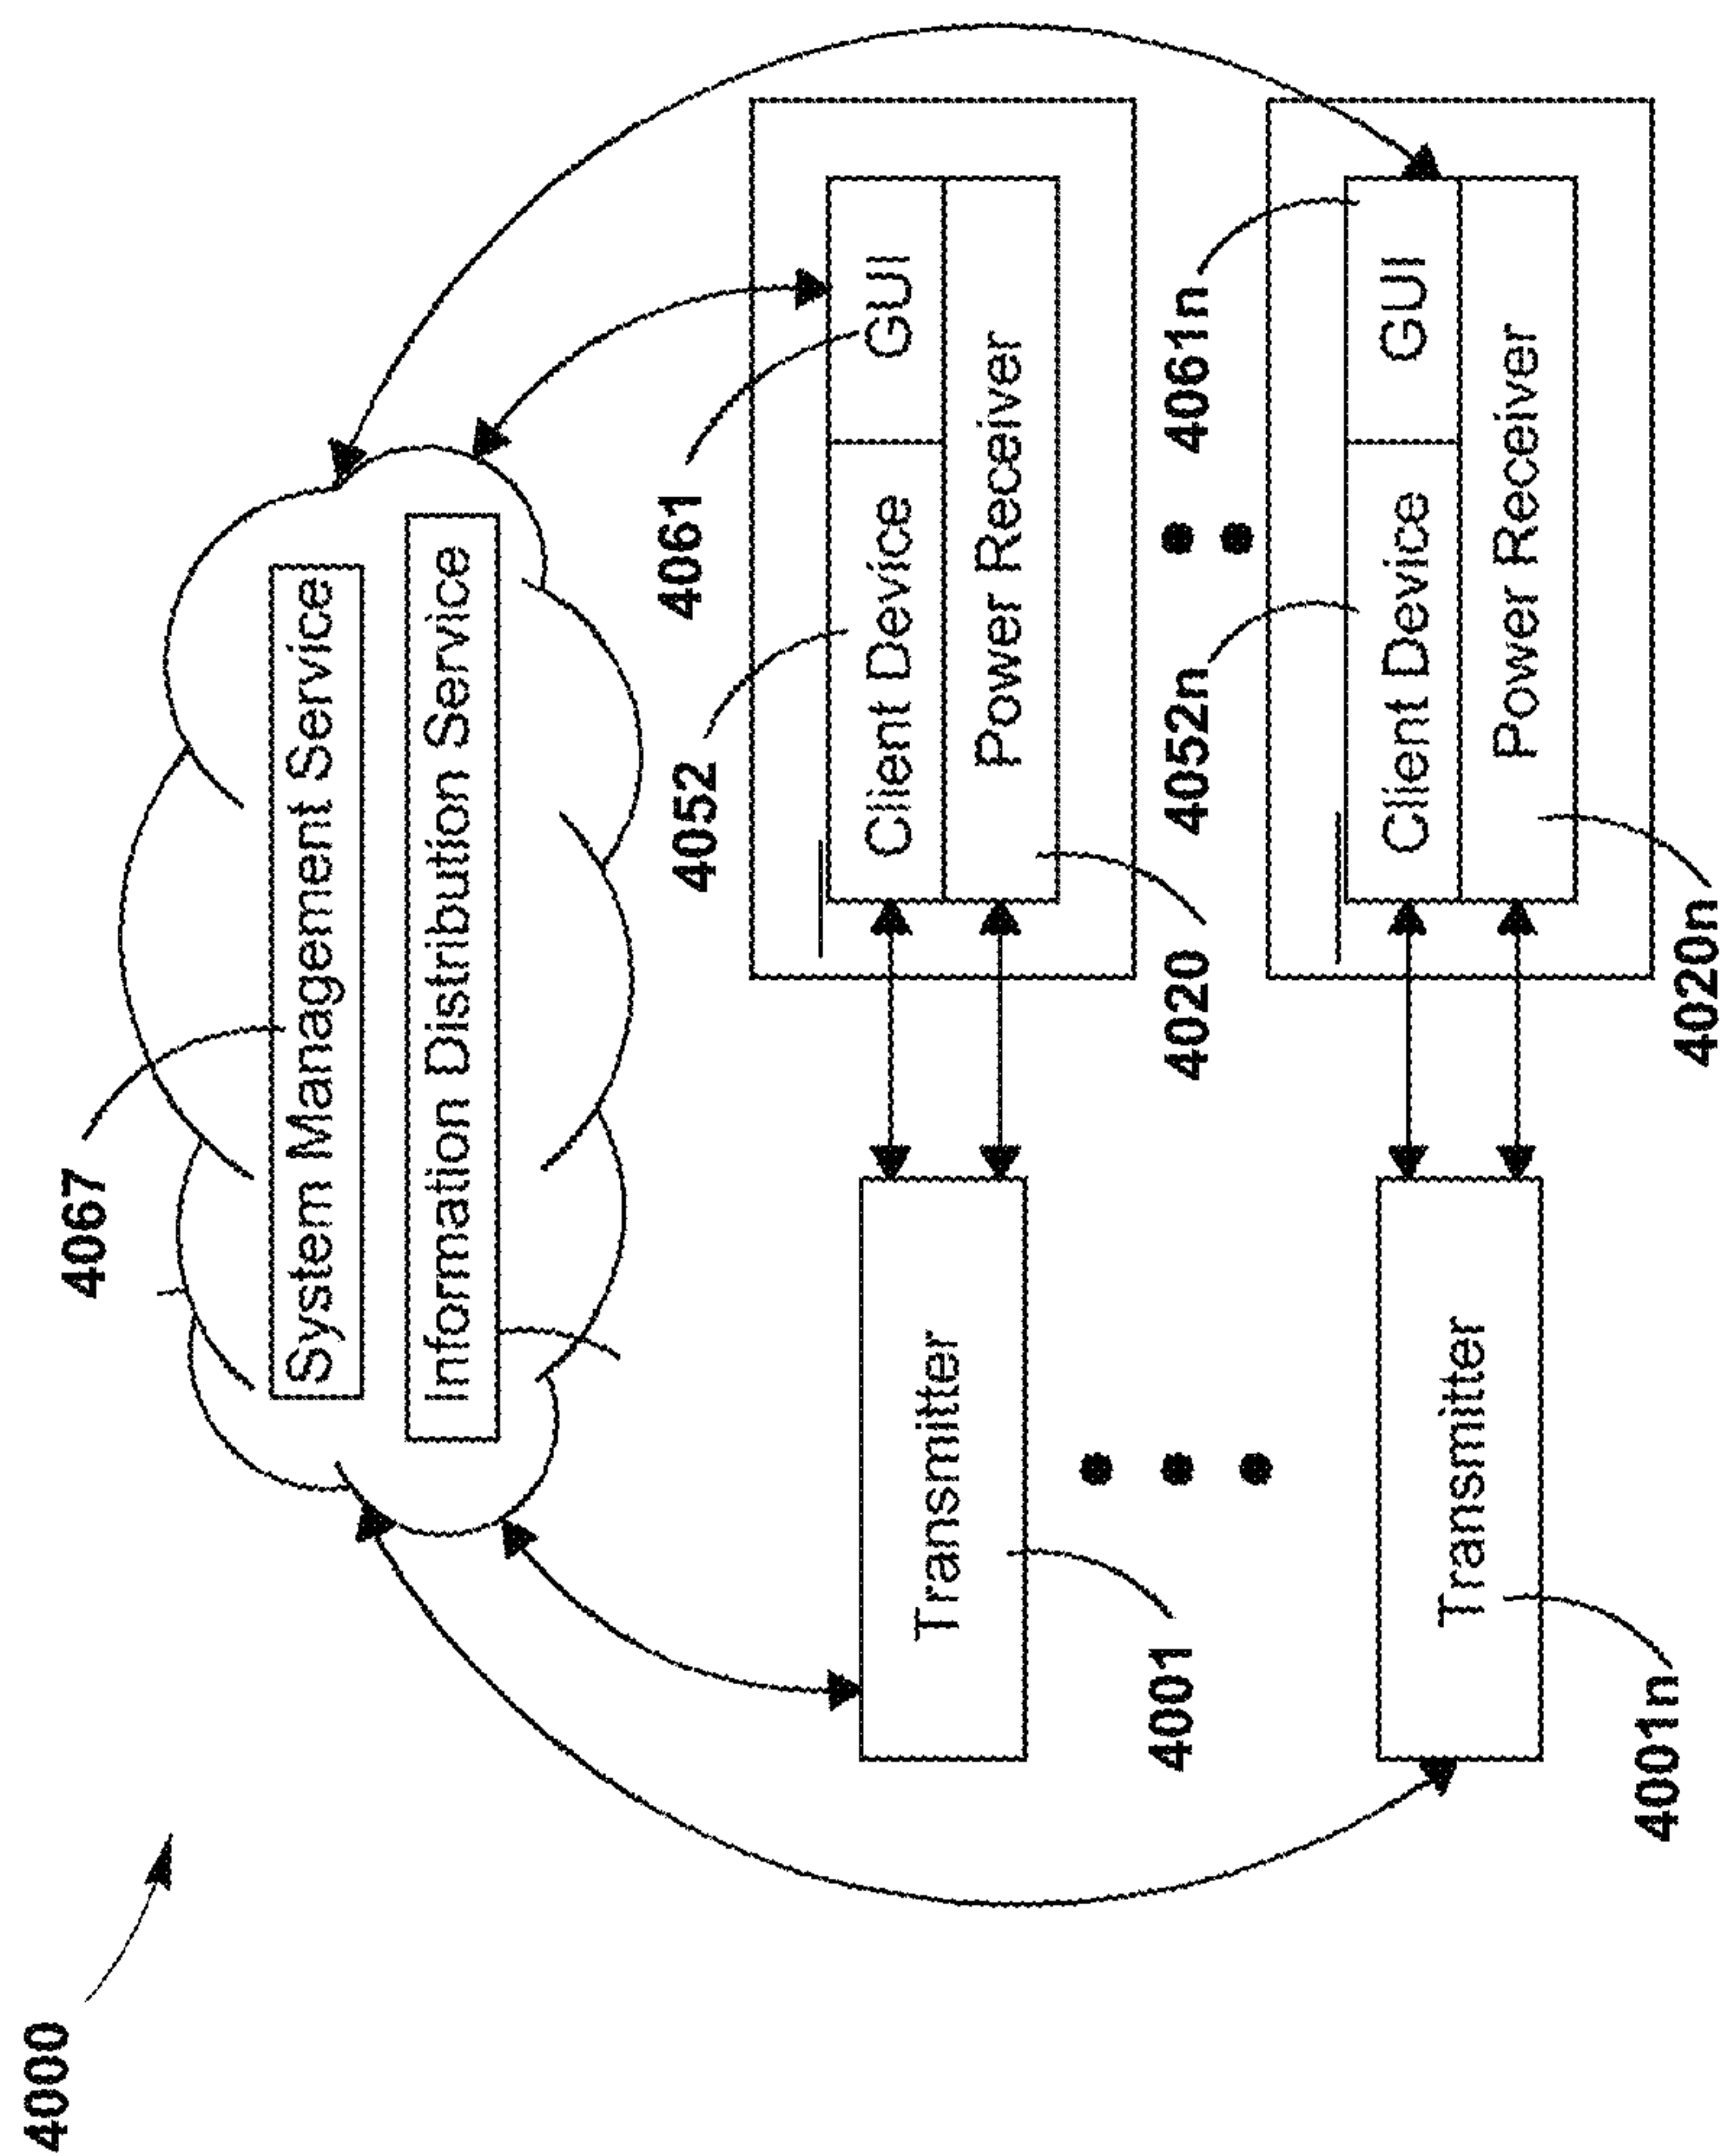 4000
4067
System Management Service
Information Distribution Service
4061
4052
Client Device
GUI
Power Receiver
Transmitter
4001
4020
4061n
4052n
Client Device
GUI
Power Receiver
Transmitter
4001n
4020n